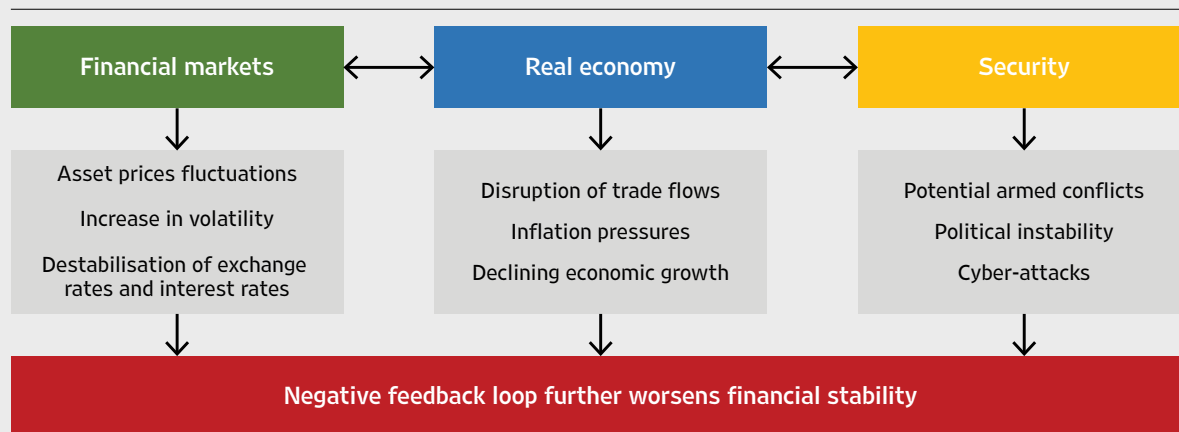 Financial markets
Real economy
Security
Asset prices fluctuations
Increase in volatility
Destabilisation of exchange
rates and interest rates
Disruption of trade flows
Inflation pressures
Declining economic growth
Potential armed conflicts
Political instability
Cyber-attacks
Negative feedback loop further worsens financial stability